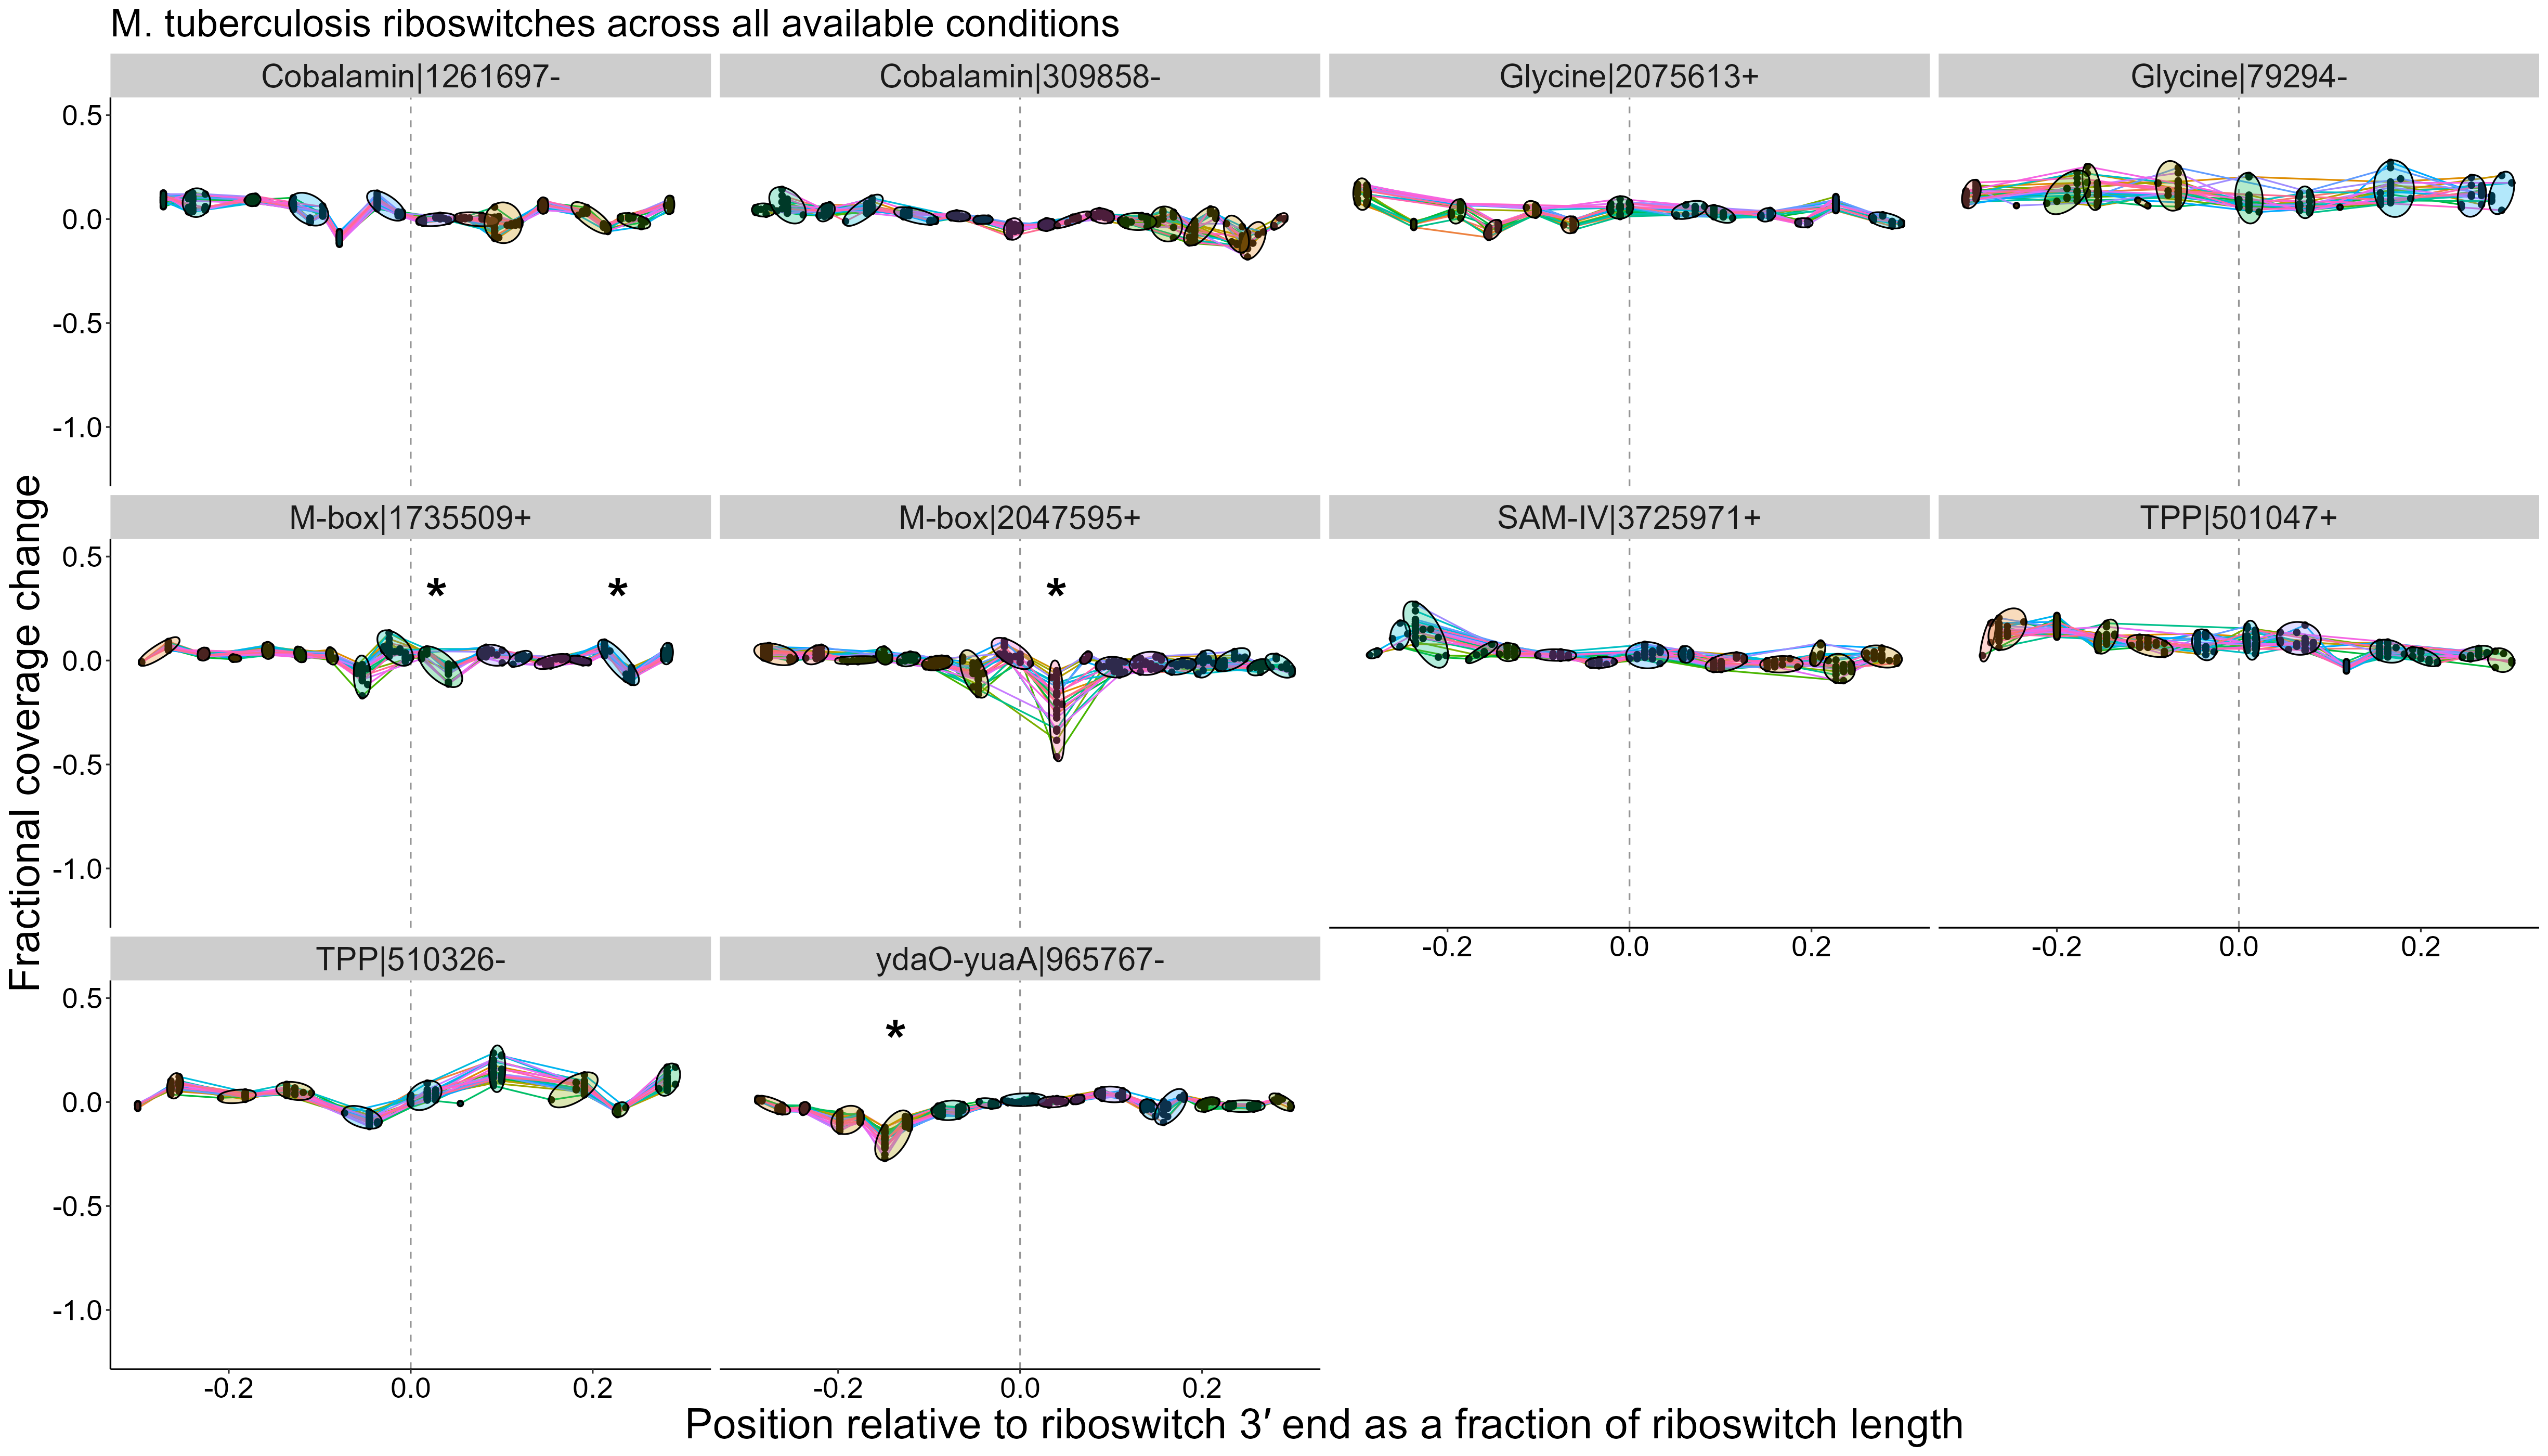 M. tuberculosis riboswitches across all available conditions
Cobalamin|1261697-
Cobalamin|309858-
Glycine|2075613+
Glycine|79294-
0.5
0.0
-0.5
-1.0
M-box|1735509+
M-box|2047595+
SAM-IV|3725971+
TPP|501047+
0.5
0.0
-0.5
-1.0
* *
*
-0.2 0.0 0.2
-0.2 0.0 0.2
TPP|510326-
ydaO-yuaA|965767-
0.5
0.0
-0.5
-1.0
*
-0.2 0.0 0.2
-0.2 0.0 0.2
Fractional coverage change
Position relative to riboswitch 3′ end as a fraction of riboswitch length